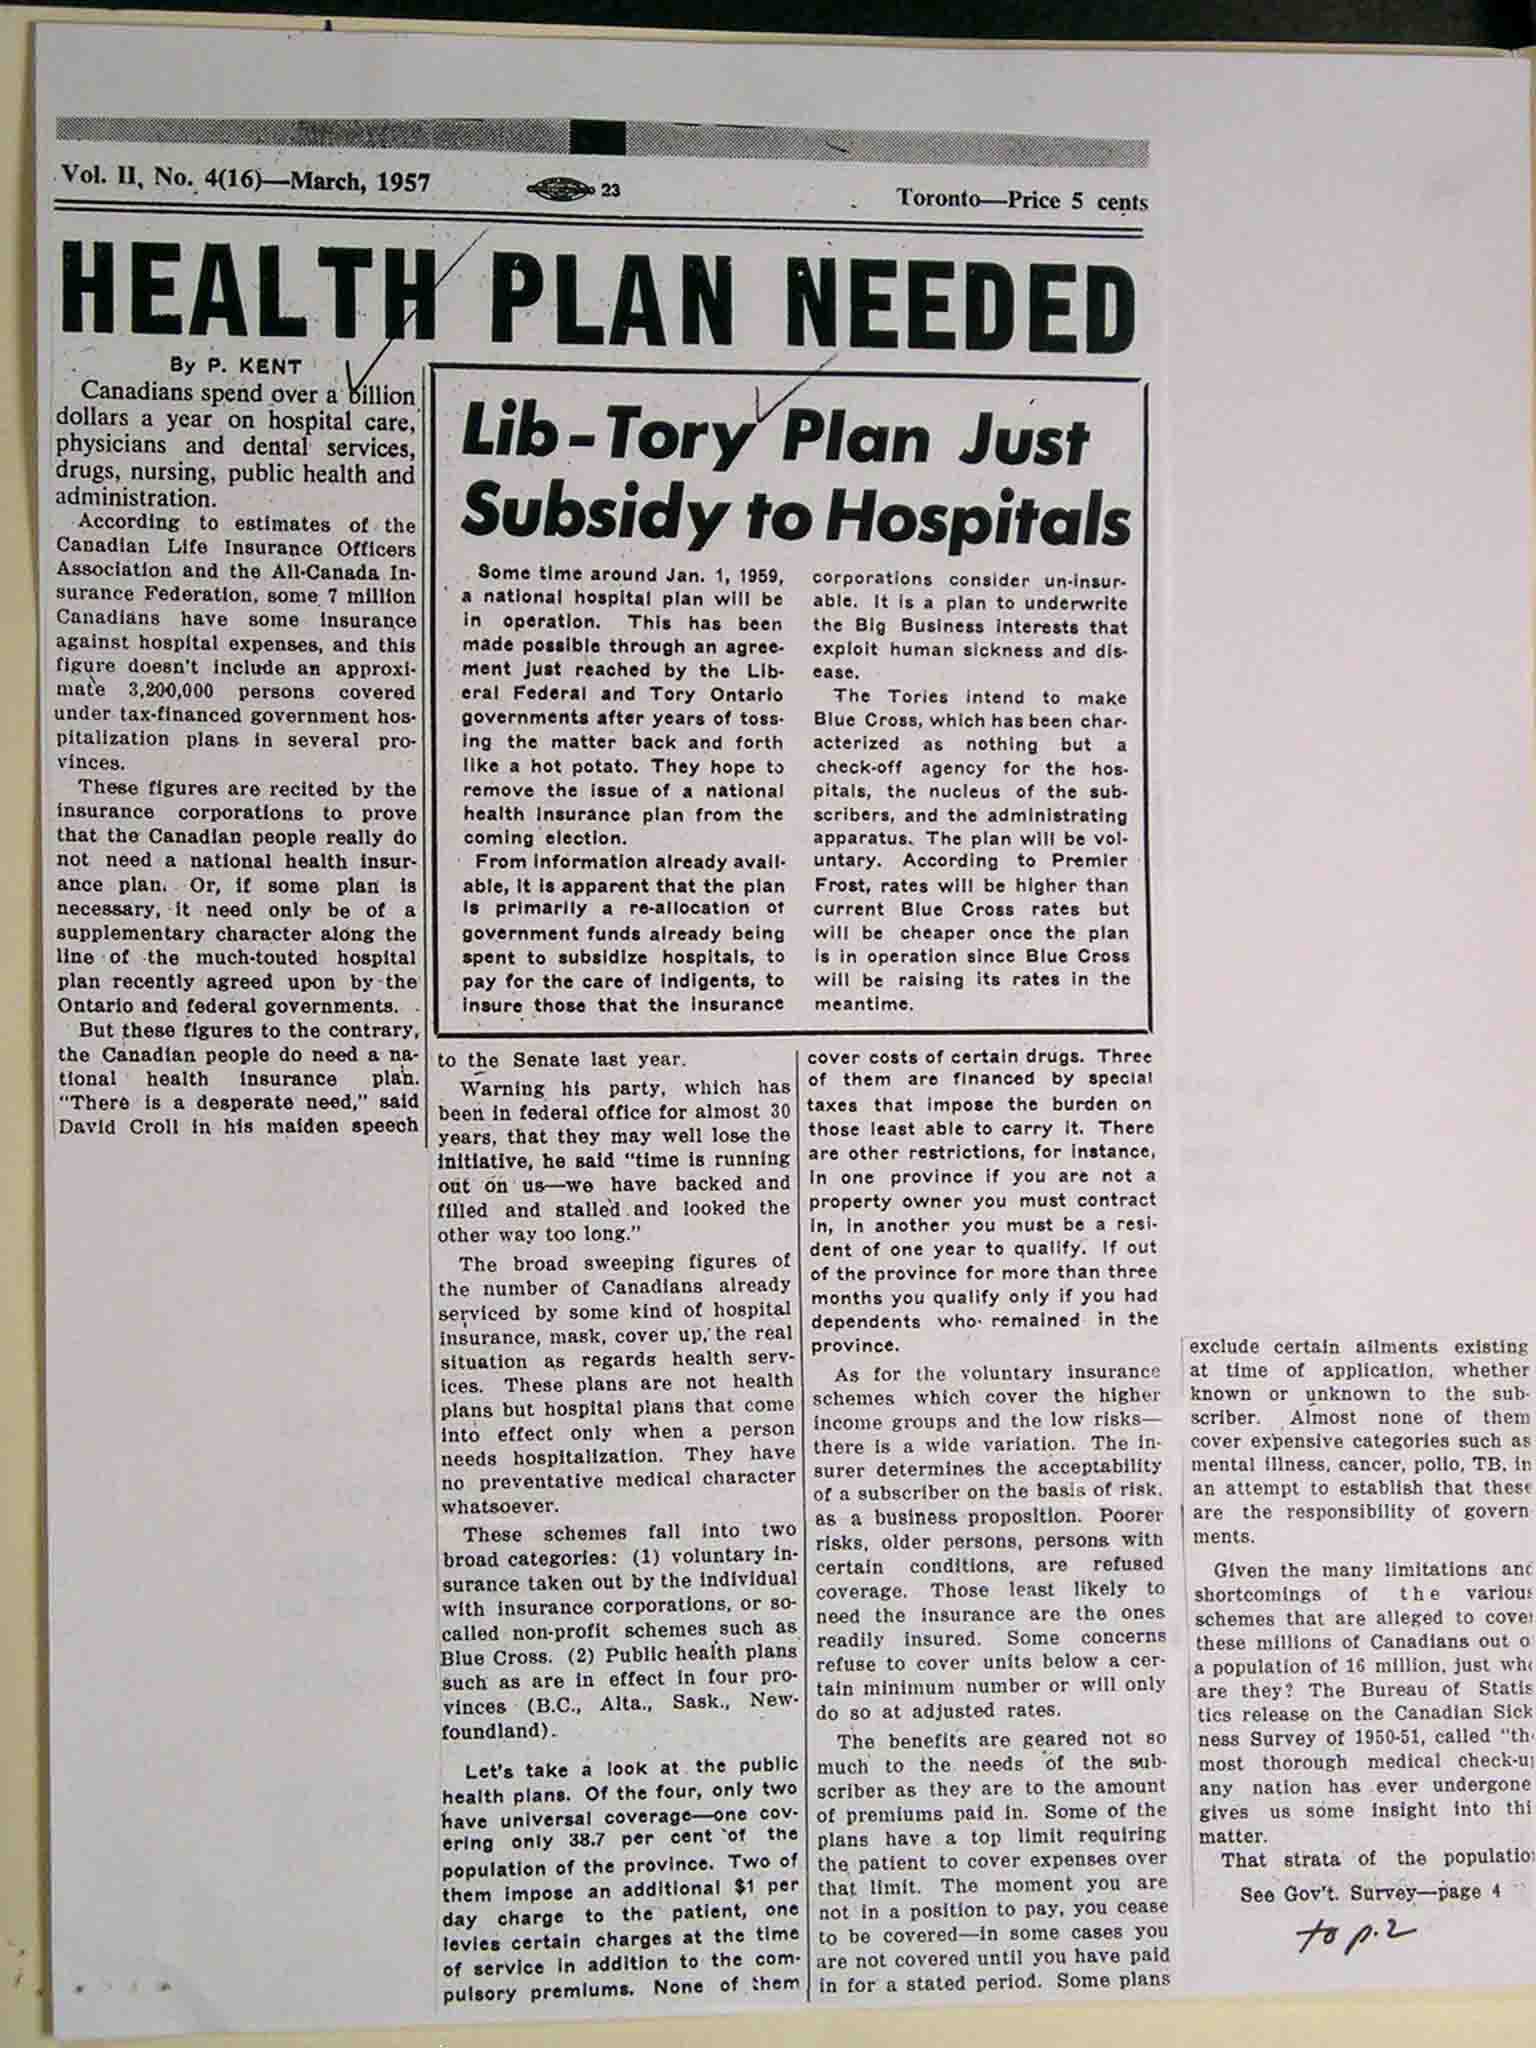 Vol. II, No. 4(16)—March, 1957
23
Toronto—Price 5 cents
HEALTH PLAN NEEDED
By P. KENT
Canadians spend over a billion
dollars a year on hospital care,
physicians and dental services,
drugs, nursing, public health and
administration.
According to estimates of the
Canadian Life Insurance Officers
Association and the All-Canada In-
surance Federation, some 7 million
Canadians have some insurance
against hospital expenses, and this
figure doesn't include an approxi-
mate 3,200,000 persons covered
under tax-financed government hos-
pitalization plans in several pro-
vinces.
These figures are recited by the
insurance corporations to prove
that the Canadian people really do
not need a national health insur-
ance plan. Or, if some plan is
necessary, it need only be of a
supplementary character along the
line of the much-touted hospital
plan recently agreed upon by the
Ontario and federal governments.
But these figures to the contrary,
the Canadian people do need a na-
tional health insurance plan.
"There is a desperate need," said
David Croll in his maiden speech
Lib-Tory Plan Just
Subsidy to Hospitals
Some time around Jan. 1, 1959,
a national hospital plan will be
in operation. This has been
made possible through an agree-
ment just reached by the Lib-
eral Federal and Tory Ontario
governments after years of toss-
ing the matter back and forth
like a hot potato. They hope to
remove the issue of a national
health insurance plan from the
coming election.
From information already avail-
able, it is apparent that the plan
is primarily a re-allocation of
government funds already being
spent to subsidize hospitals, to
pay for the care of indigents, to
insure those that the insurance
corporations consider un-insur-
able. It is a plan to underwrite
the Big Business interests that
exploit human sickness and dis-
ease.
The Tories intend to make
Blue Cross, which has been char-
acterized as nothing but a
check-off agency for the hos-
pitals, the nucleus of the sub-
scribers, and the administrating
apparatus. The plan will be vol-
untary. According to Premier
Frost, rates will be higher than
current Blue Cross rates but
will be cheaper once the plan
is in operation since Blue Cross
will be raising its rates in the
meantime.
to the Senate last year.
Warning his party, which has
been in federal office for almost 30
years, that they may well lose the
initiative, he said "time is running
out on us—we have backed and
filled and stalled and looked the
other way too long."
The broad sweeping figures of
the number of Canadians already
serviced by some kind of hospital
insurance, mask, cover up, the real
situation as regards health serv-
ices. These plans are not health
plans but hospital plans that come
into effect only when a person
needs hospitalization. They have
no preventative medical character
whatsoever.
These schemes fall into two
broad categories: (1) voluntary in-
surance taken out by the individual
with insurance corporations, or so-
called non-profit schemes such as
Blue Cross. (2) Public health plans
such as are in effect in four pro-
vinces (B.C., Alta., Sask., New-
foundland).
Let's take a look at the public
health plans. Of the four, only two
have universal coverage—one cov-
ering only 38.7 per cent of the
population of the province. Two of
them impose an additional $1 per
day charge to the patient, one
levies certain charges at the time
of service in addition to the com-
pulsory premiums. None of them
cover costs of certain drugs. Three
of them are financed by special
taxes that impose the burden on
those least able to carry it. There
are other restrictions, for instance,
in one province if you are not a
property owner you must contract
in, in another you must be a resi-
dent of one year to qualify. If out
of the province for more than three
months you qualify only if you had
dependents who remained in the
province.
As for the voluntary insurance
schemes which cover the higher
income groups and the low risks—
there is a wide variation. The in-
surer determines the acceptability
of a subscriber on the basis of risk,
as a business proposition. Poorer
risks, older persons, persons with
certain conditions, are refused
coverage. Those least likely to
need the insurance are the ones
readily insured. Some concerns
refuse to cover units below a cer-
tain minimum number or will only
do so at adjusted rates.
The benefits are geared not so
much to the needs of the sub-
scriber as they are to the amount
of premiums paid in. Some of the
plans have a top limit requiring
the patient to cover expenses over
that limit. The moment you are
not in a position to pay, you cease
to be covered—in some cases you
are not covered until you have paid
in for a stated period. Some plans
exclude certain ailments existing
at time of application, whether
known or unknown to the sub-
scriber. Almost none of them
cover expensive categories such as
mental illness, cancer, polio, TB, in
an attempt to establish that these
are the responsibility of govern
ments.
Given the many limitations and
shortcomings of the various
schemes that are alleged to cover
these millions of Canadians out o
a population of 16 million, just who
are they? The Bureau of Statis
tics release on the Canadian Sick
ness Survey of 1950-51, called "th
most thorough medical check-up
any nation has ever undergone
gives us some insight into thi
matter.
That strata of the populatio
See Gov't. Survey—page 4
to p.2